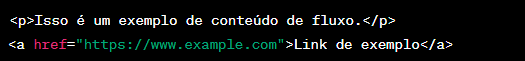 <p>Isso é um exemplo de conteúdo de fluxo.</p>
<a href="https://www.example.com">Link de exemplo</a>